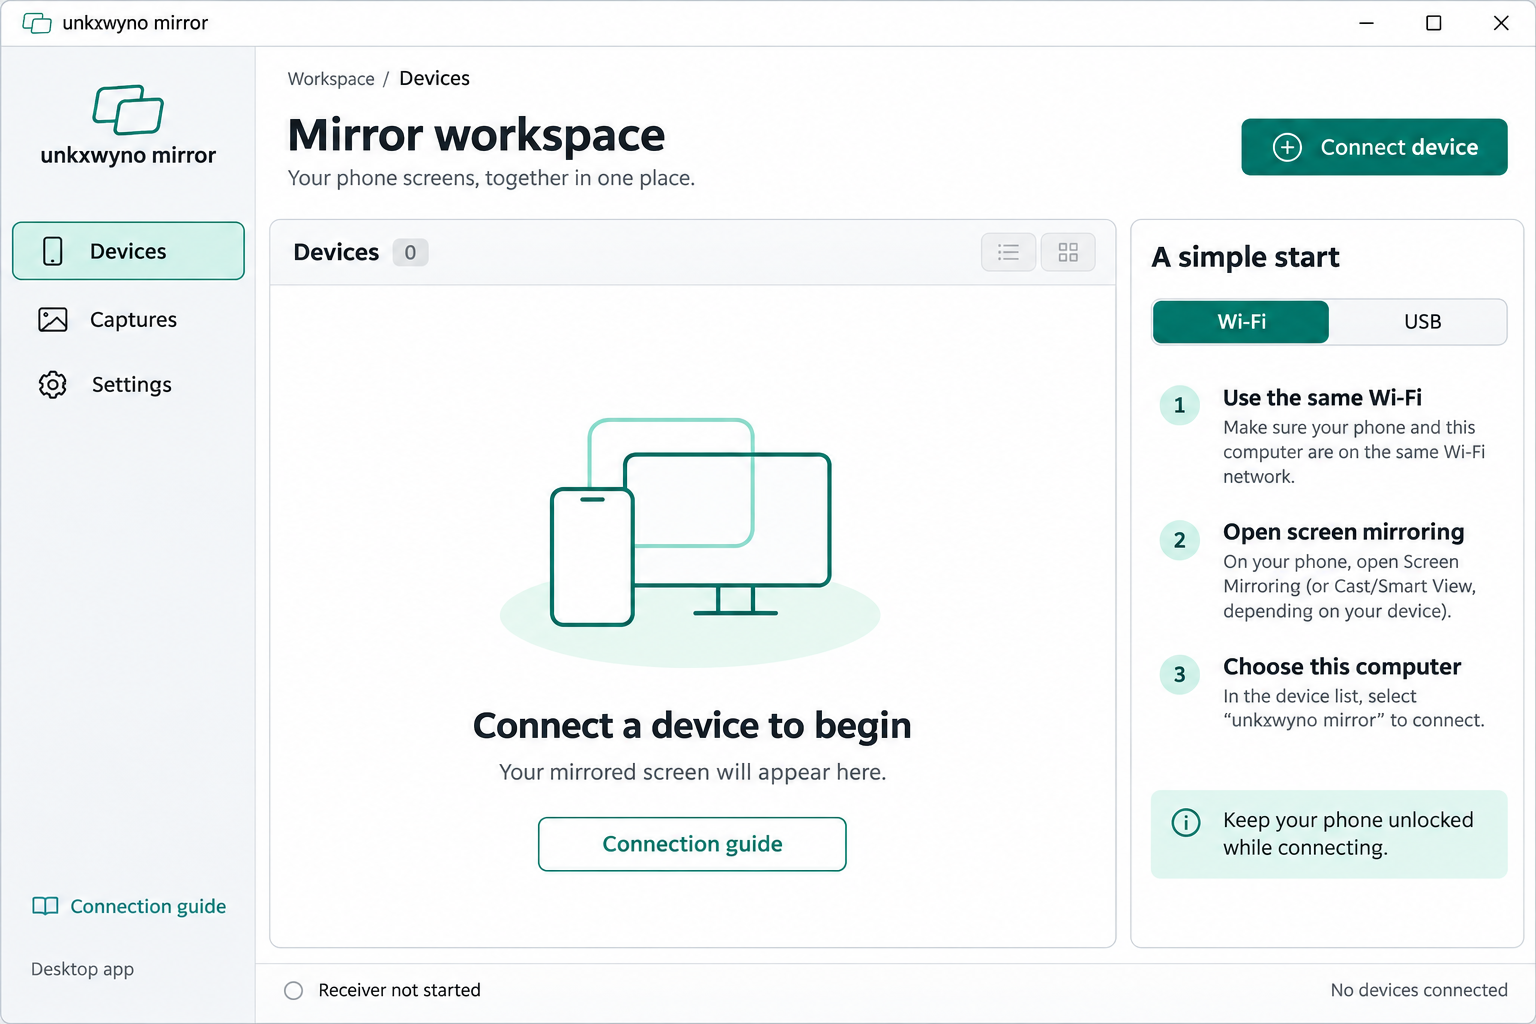 unkxwyno mirror
unkxwyno mirror
Devices
Captures
Settings
Connection guide
Desktop app
Workspace / Devices
Mirror workspace
Your phone screens, together in one place.
Connect device
Devices 0
Connect a device to begin
Your mirrored screen will appear here.
Connection guide
A simple start
Wi-Fi USB
1 Use the same Wi-Fi
Make sure your phone and this
computer are on the same Wi-Fi
network.
2 Open screen mirroring
On your phone, open Screen
Mirroring (or Cast/Smart View,
depending on your device).
3 Choose this computer
In the device list, select
“unkxwyno mirror” to connect.
Keep your phone unlocked
while connecting.
Receiver not started
No devices connected